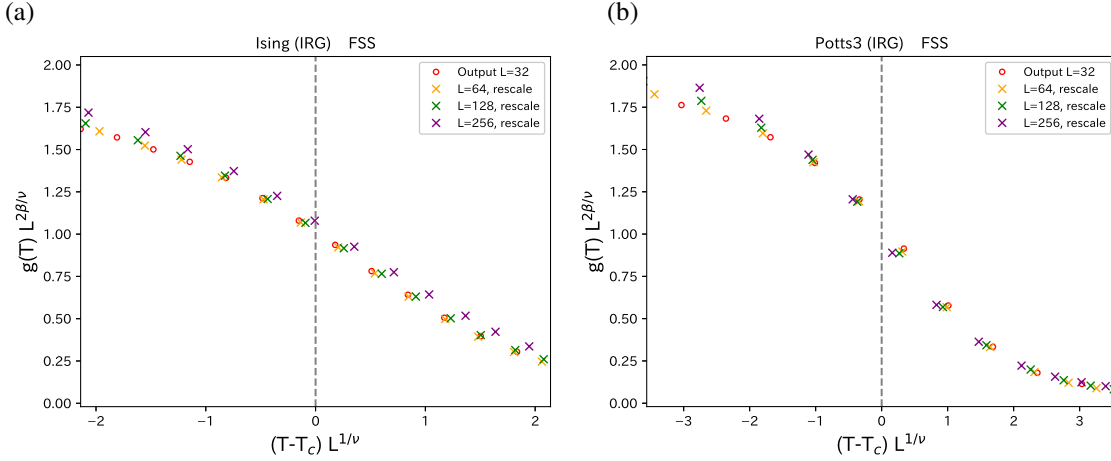 (a)
Ising (IRG) FSS
g(T) L^{2β/ν}
2.00
1.75
1.50
1.25
1.00
0.75
0.50
0.25
0.00
Output L=32
L=64, rescale
L=128, rescale
L=256, rescale
−2
−1
0
1
2
(T-T_c) L^{1/ν}
(b)
Potts3 (IRG) FSS
g(T) L^{2β/ν}
2.00
1.75
1.50
1.25
1.00
0.75
0.50
0.25
0.00
Output L=32
L=64, rescale
L=128, rescale
L=256, rescale
−3
−2
−1
0
1
2
3
(T-T_c) L^{1/ν}